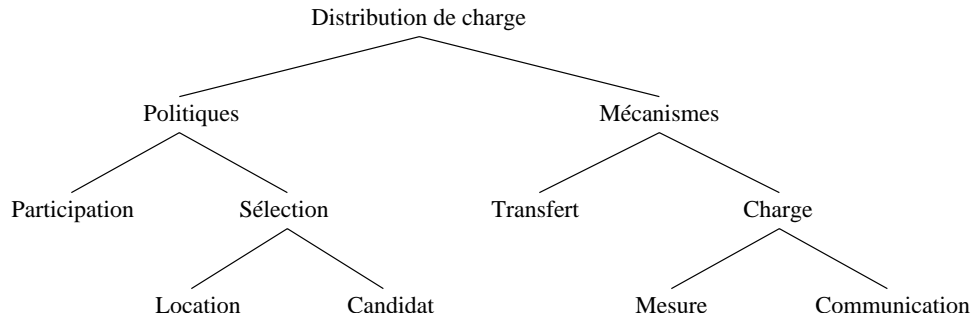 Distribution de charge
Politiques Mécanismes
Participation Sélection Transfert Charge
Location Candidat Mesure Communication